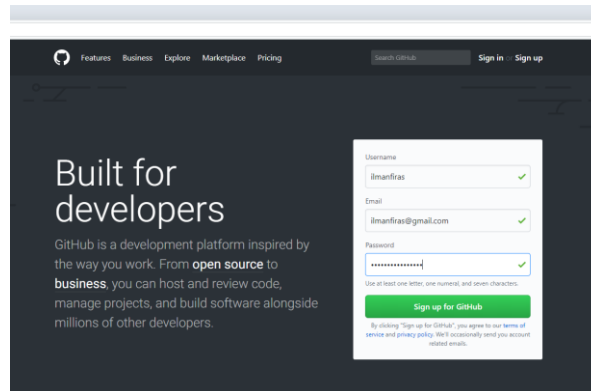 Features Business Explore Marketplace Pricing
Search GitHub
Sign in or Sign up
Built for
developers
GitHub is a development platform inspired by
the way you work. From open source to
business, you can host and review code,
manage projects, and build software alongside
millions of other developers.
Username
ilmanfiras
Email
ilmanfiras@gmail.com
Password
Use at least one letter, one numeral, and seven characters.
Sign up for GitHub
By clicking "Sign up for GitHub", you agree to our terms of
service and privacy policy. We'll occasionally send you account
related emails.